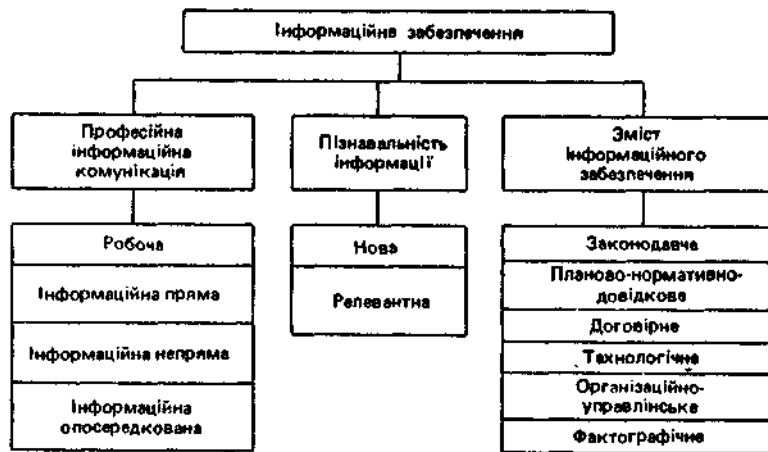 Інформаційне забезпечення
Професійна
інформаційна
комунікація
Пізнавальність
інформації
Зміст
інформаційного
забезпечення
Робоча
Інформаційна пряма
Інформаційна непряма
Інформаційна
опосередкована
Нова
Релевантна
Законодавче
Планово-нормативно-
довідкове
Договірне
Технологічне
Організаційно-
управлінське
Фактографічне